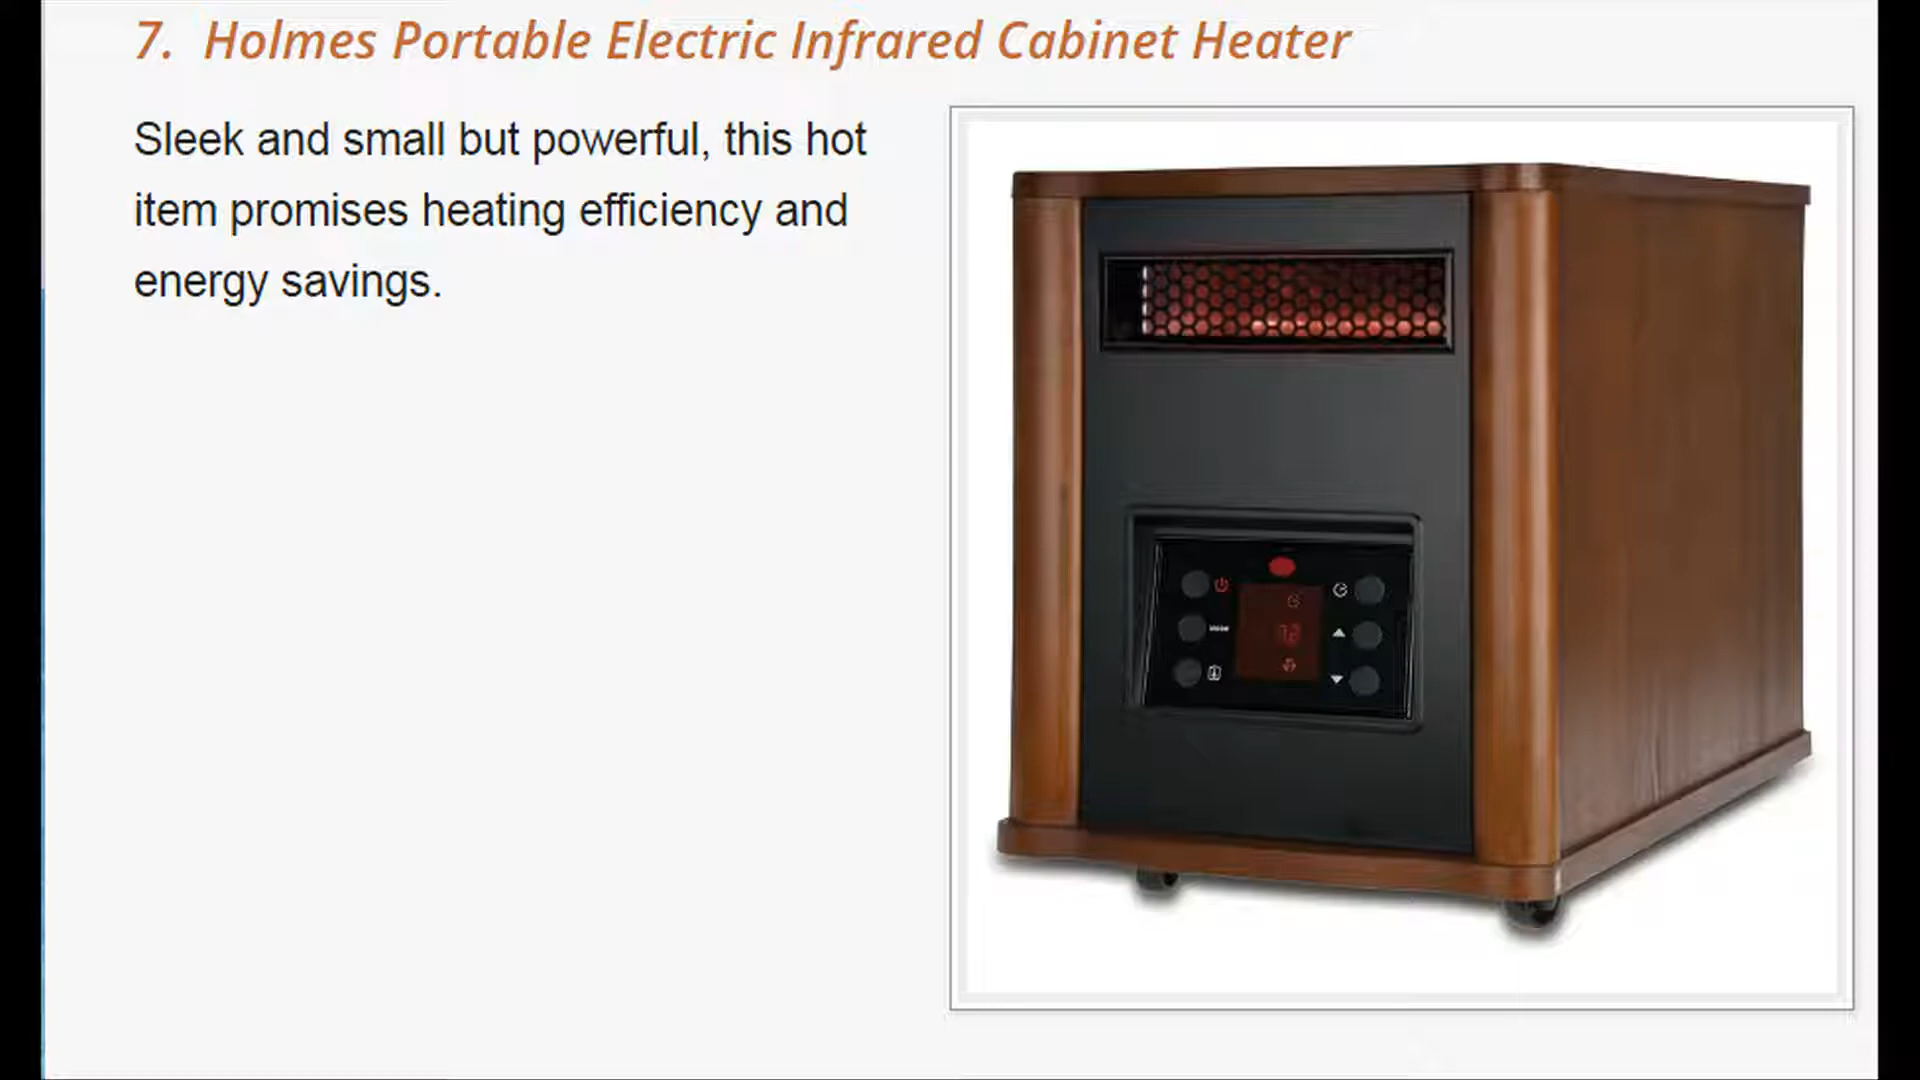 7. Holmes Portable Electric Infrared Cabinet Heater
Sleek and small but powerful, this hot
item promises heating efficiency and
energy savings.
72